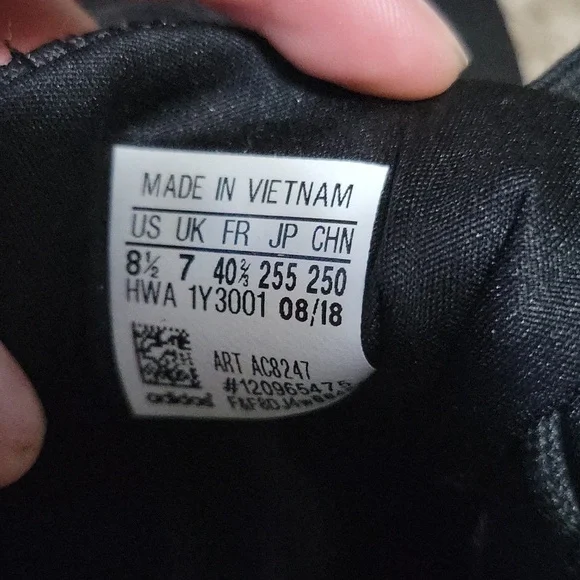 MADE IN VIETNAM
US UK FR JP CHN
8½ 7 40⅔ 255 250
HWA 1Y3001 08/18
ART AC8247
#120965475
adidas